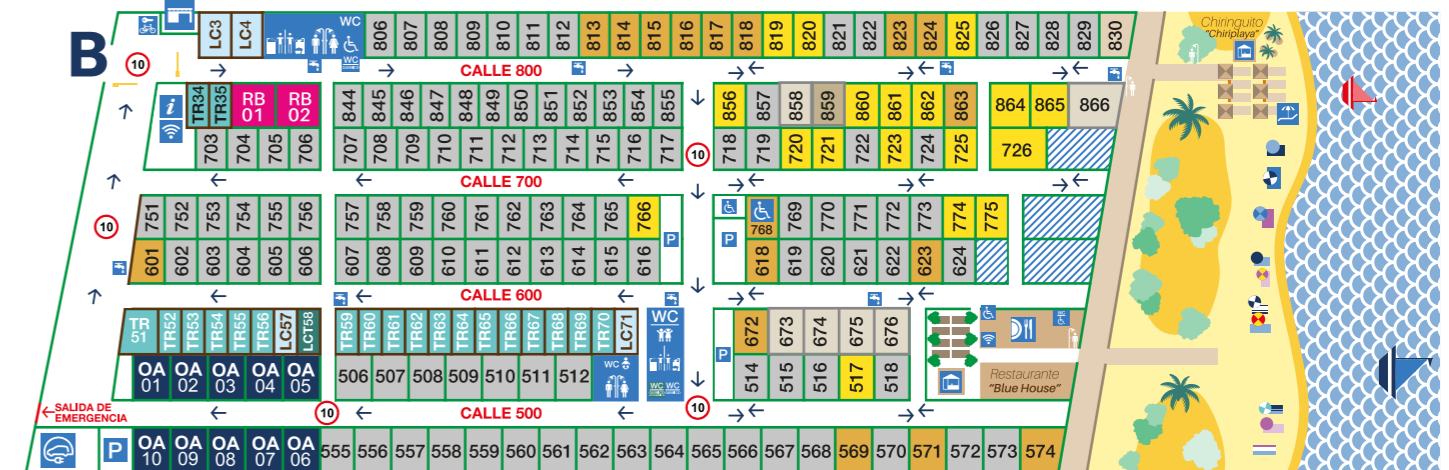 B
10
LC3 LC4
WC
WC
806 807 808 809 810 811 812 813 814 815 816 817 818 819 820 821 822 823 824 825 826 827 828 829 830
Chiringuito
"Chiriplaya"
CALLE 800
i
TR34 TR35
RB
01
RB
02
844 845 846 847 848 849 850 851 852 853 854 855
856 857 858 859 860 861 862 863
864 865 866
703 704 705 706
707 708 709 710 711 712 713 714 715 716 717
10
718 719 720 721 722 723 724 725
726
CALLE 700
751 752 753 754 755 756
757 758 759 760 761 762 763 764 765 766
P
P
768 769 770 771 772 773 774 775
10
601 602 603 604 605 606
607 608 609 610 611 612 613 614 615 616
618 619 620 621 622 623 624
CALLE 600
TR
51
TR52 TR53 TR54 TR55 TR56 LC57 LCT58
TR59 TR60 TR61 TR62 TR63 TR64 TR65 TR66 TR67 TR68 TR69 TR70 LC71
WC
WC WC
P
672 673 674 675 676
OA
01
OA
02
OA
03
OA
04
OA
05
506 507 508 509 510 511 512
WC
514 515 516 517 518
Restaurante
"Blue House"
SALIDA DE
EMERGENCIA
10
CALLE 500
10
P
OA
10
OA
09
OA
08
OA
07
OA
06
555 556 557 558 559 560 561 562 563 564 565 566 567 568 569 570 571 572 573 574